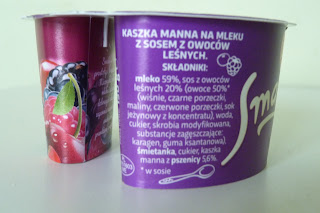 KASZKA MANNA NA MLEKU
Z SOSEM Z OWOCÓW
LEŚNYCH.
SKŁADNIKI:
mleko 59%, sos z owoców
leśnych 20% (owoce 50%*
(wiśnie, czarne porzeczki,
maliny, czerwone porzeczki, sok
jeżynowy z koncentratu), woda,
cukier, skrobia modyfikowana,
substancje zagęszczające:
karagen, guma ksantanowa),
śmietanka, cukier, kaszka
manna z pszenicy 5,6%.
* w sosie
Sma